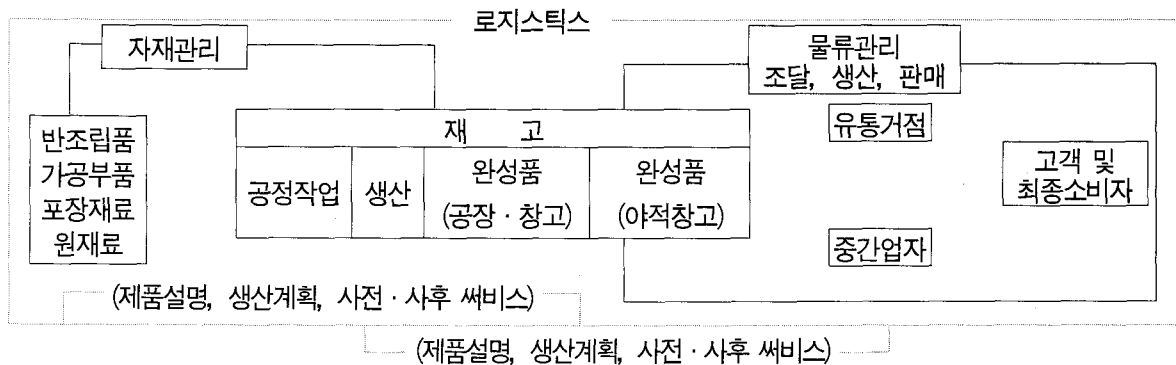 로지스틱스
자재관리
물류관리
조달, 생산, 판매
반조립품
가공부품
포장재료
원재료
재 고
공정작업
생산
완성품
(공장·창고)
완성품
(야적창고)
유통거점
중간업자
고객 및
최종소비자
(제품설명, 생산계획, 사전·사후 써비스)
(제품설명, 생산계획, 사전·사후 써비스)